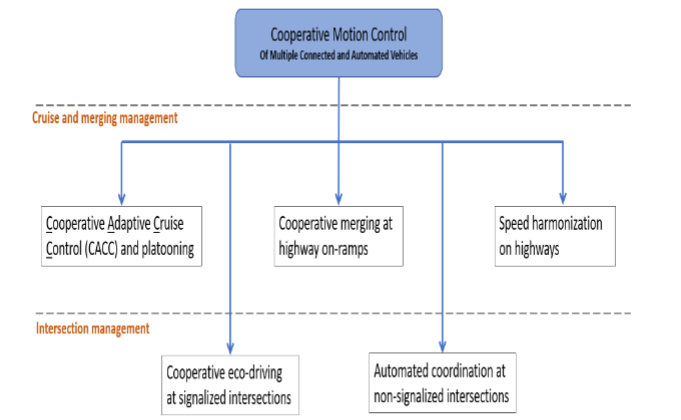 Cooperative Motion Control
Of Multiple Connected and Automated Vehicles
Cruise and merging management
Cooperative Adaptive Cruise
Control (CACC) and platooning
Cooperative merging at
highway on-ramps
Speed harmonization
on highways
Intersection management
Cooperative eco-driving
at signalized intersections
Automated coordination at
non-signalized intersections